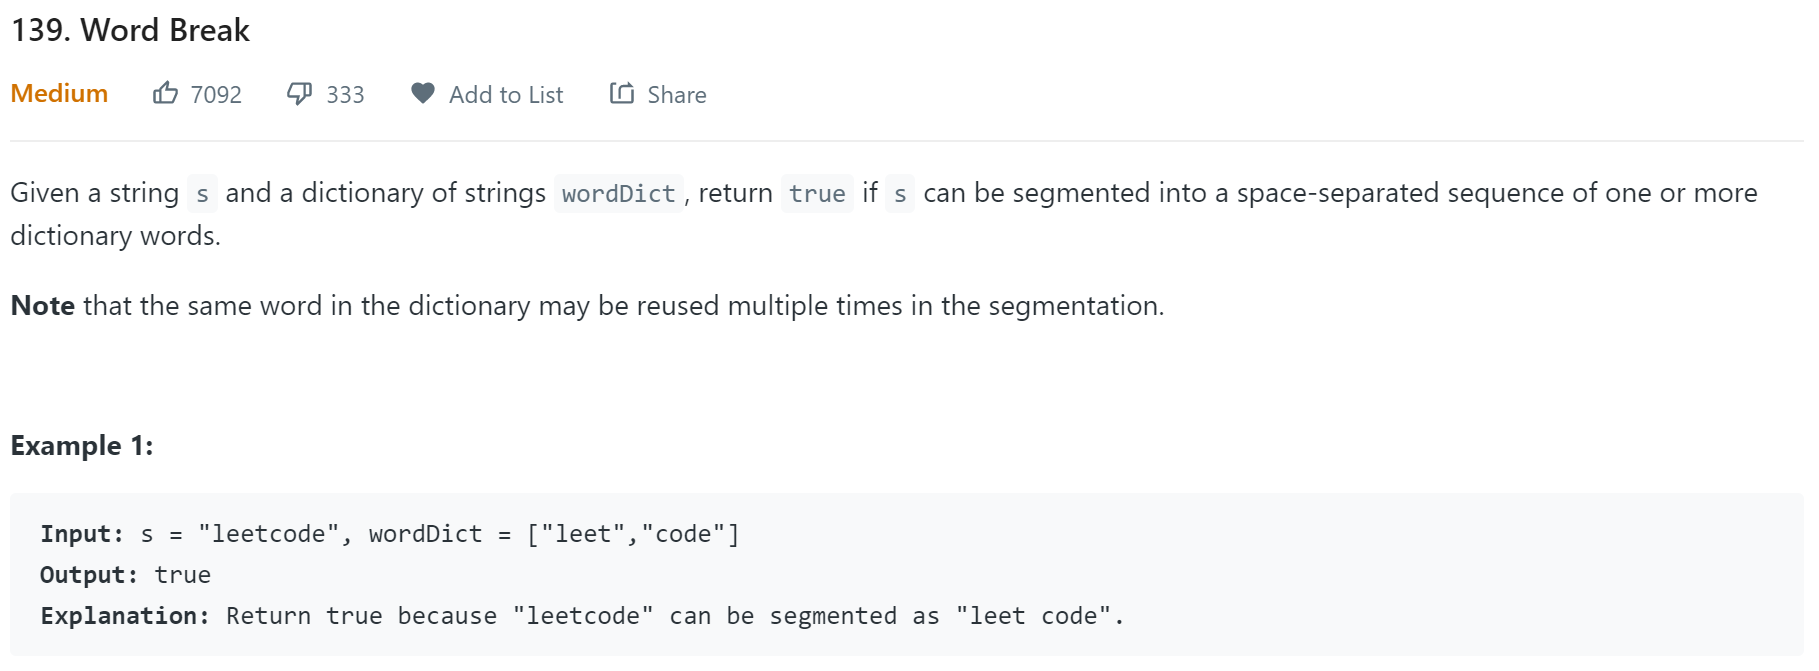 139. Word Break
Medium 7092 333 Add to List Share
Given a string s and a dictionary of strings wordDict, return true if s can be segmented into a space-separated sequence of one or more
dictionary words.
Note that the same word in the dictionary may be reused multiple times in the segmentation.
Example 1:
Input: s = "leetcode", wordDict = ["leet","code"]
Output: true
Explanation: Return true because "leetcode" can be segmented as "leet code".